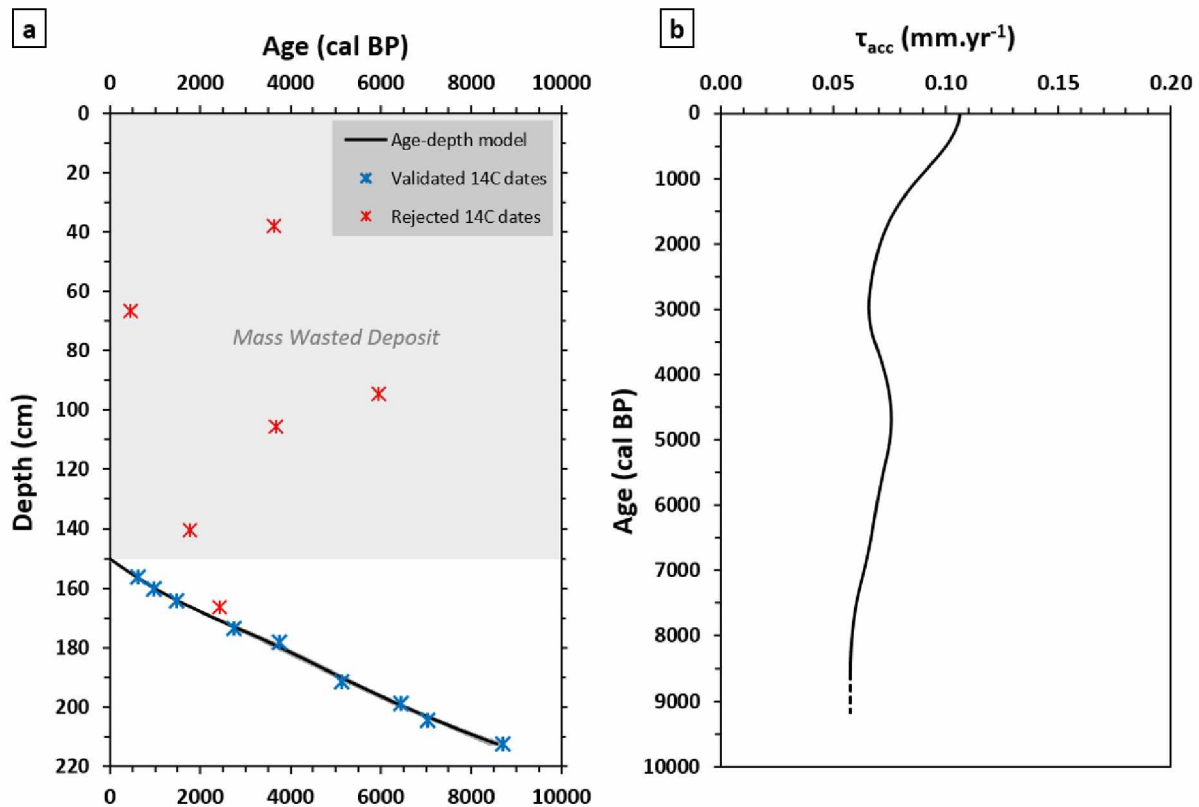 a
Age (cal BP)
0 2000 4000 6000 8000 10000
Depth (cm)
0
20
40
60
80
100
120
140
160
180
200
220
Age-depth model
Validated 14C dates
Rejected 14C dates
Mass Wasted Deposit
0 2000 4000 6000 8000 10000
b
τacc (mm.yr-1)
0.00 0.05 0.10 0.15 0.20
Age (cal BP)
0
1000
2000
3000
4000
5000
6000
7000
8000
9000
10000